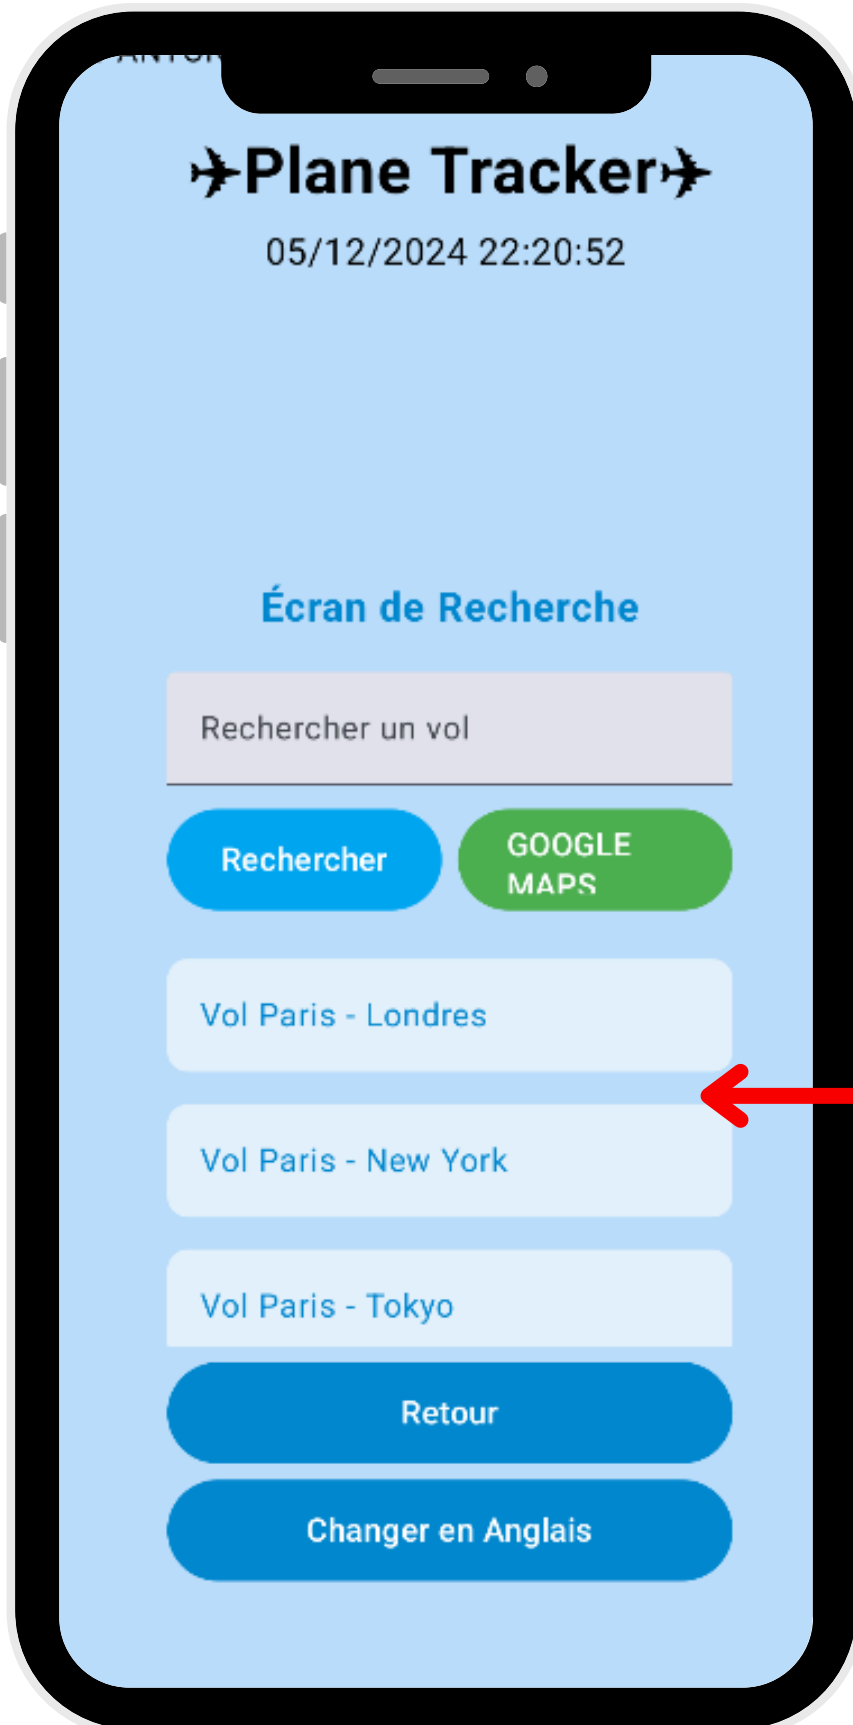 ✈Plane Tracker✈
05/12/2024 22:20:52
Écran de Recherche
Rechercher un vol
Rechercher
GOOGLE
MAPS
Vol Paris - Londres
Vol Paris - New York
Vol Paris - Tokyo
Retour
Changer en Anglais